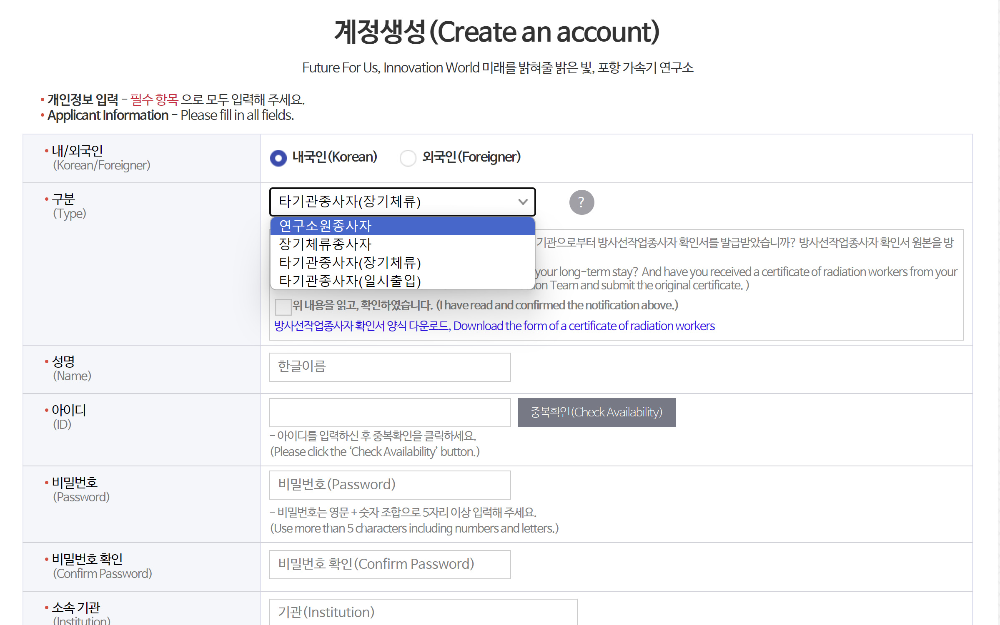 계정생성(Create an account)
Future For Us, Innovation World 미래를 밝혀줄 밝은 빛, 포항 가속기 연구소
• 개인정보 입력 - 필수 항목 으로 모두 입력해 주세요.
• Applicant Information - Please fill in all fields.
• 내/외국인
(Korean/Foreigner)
내국인(Korean) 외국인(Foreigner)
• 구분
(Type)
타기관종사자(장기체류)
?
연구소원종사자
장기체류종사자
타기관종사자(장기체류)
타기관종사자(일시출입)
기관으로부터 방사선작업종사자 확인서를 발급받았습니까? 방사선작업종사자 확인서 원본을 방
your long-term stay? And have you received a certificate of radiation workers from your
Team and submit the original certificate. )
위 내용을 읽고, 확인하였습니다. (I have read and confirmed the notification above.)
방사선작업종사자 확인서 양식 다운로드, Download the form of a certificate of radiation workers
• 성명
(Name)
한글이름
• 아이디
(ID)
중복확인(Check Availability)
- 아이디를 입력하신 후 중복확인을 클릭하세요.
(Please click the ‘Check Availability’ button.)
• 비밀번호
(Password)
비밀번호(Password)
- 비밀번호는 영문 + 숫자 조합으로 5자리 이상 입력해 주세요.
(Use more than 5 characters including numbers and letters.)
• 비밀번호 확인
(Confirm Password)
비밀번호 확인(Confirm Password)
• 소속 기관
(Institution)
기관(Institution)